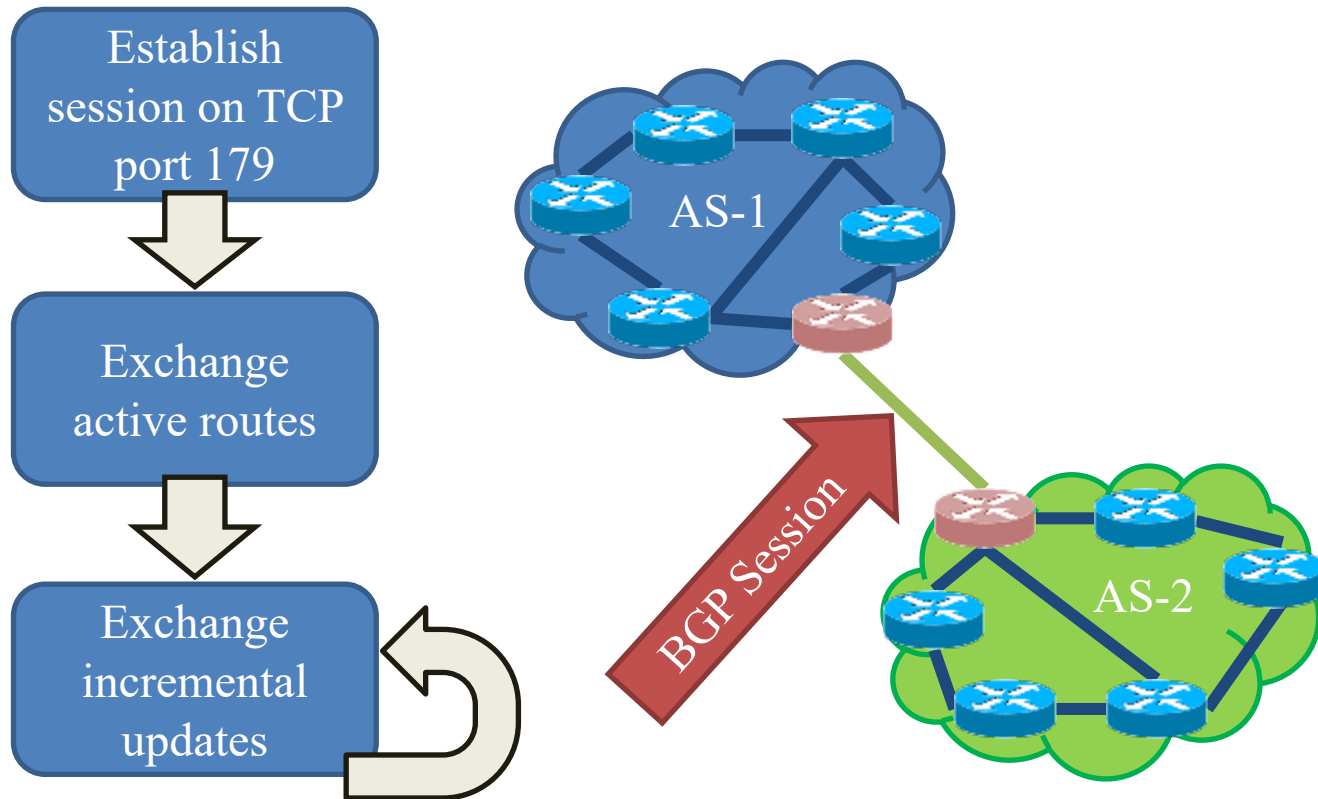 Establish
session on TCP
port 179
Exchange
active routes
Exchange
incremental
updates
AS-1
BGP Session
AS-2